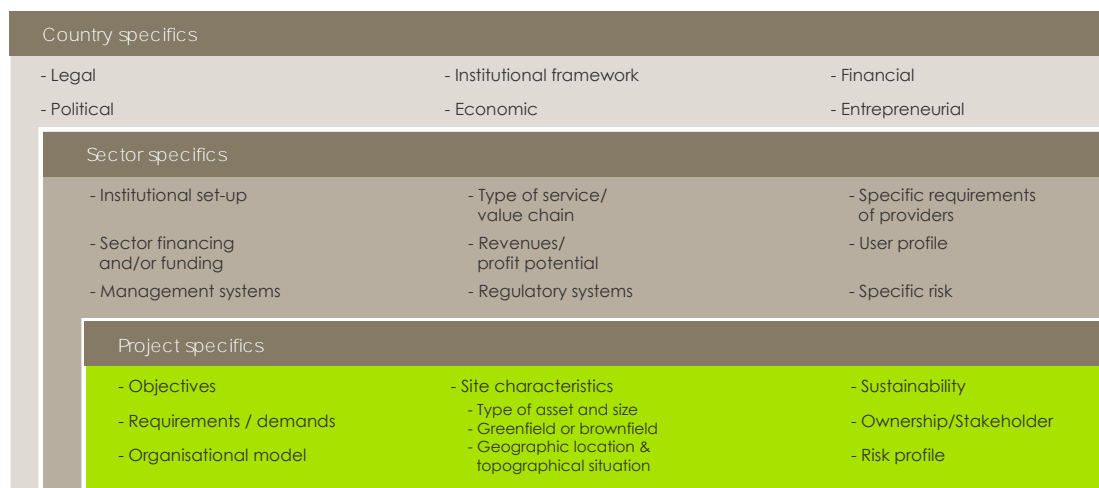 Country specifics
- Legal
- Institutional framework
- Financial
- Political
- Economic
- Entrepreneurial
Sector specifics
- Institutional set-up
- Type of service/
value chain
- Specific requirements
of providers
- Sector financing
and/or funding
- Revenues/
profit potential
- User profile
- Management systems
- Regulatory systems
- Specific risk
Project specifics
- Objectives
- Requirements / demands
- Organisational model
- Site characteristics
- Type of asset and size
- Greenfield or brownfield
- Geographic location &
topographical situation
- Sustainability
- Ownership/Stakeholder
- Risk profile